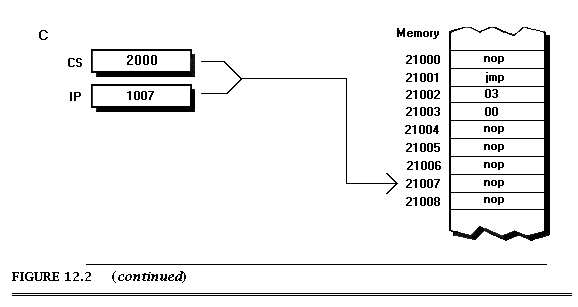 C
CS 2000
IP 1007
Memory
21000 nop
21001 jmp
21002 03
21003 00
21004 nop
21005 nop
21006 nop
21007 nop
21008 nop
FIGURE 12.2 (continued)